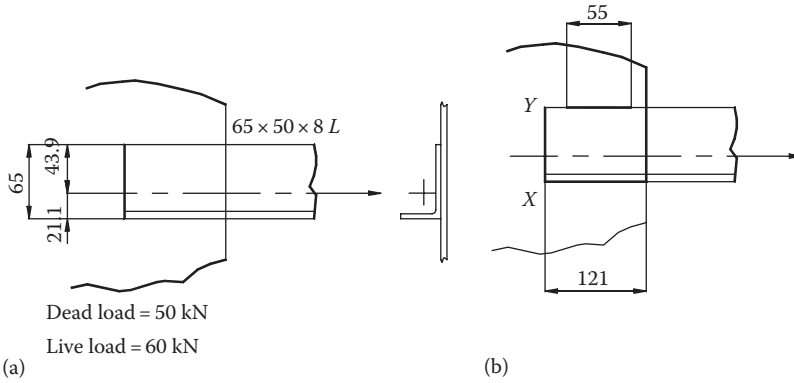 65 × 50 × 8 L
43.9
65
21.1
Dead load = 50 kN
Live load = 60 kN
(a)
55
Y
X
121
(b)